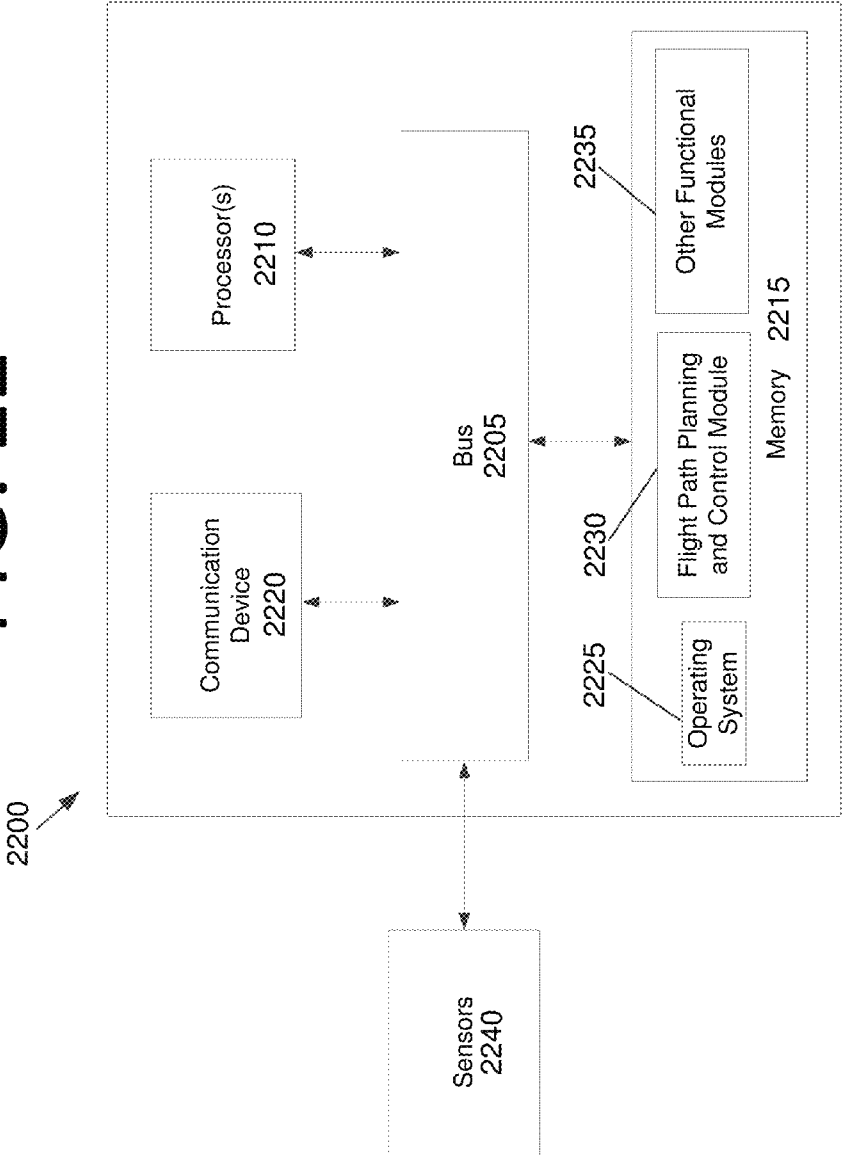 2200
Communication
Device
2220
Processor(s)
2210
Bus
2205
Sensors
2240
2225
2230
2235
Operating
System
Flight Path Planning
and Control Module
Other Functional
Modules
Memory 2215